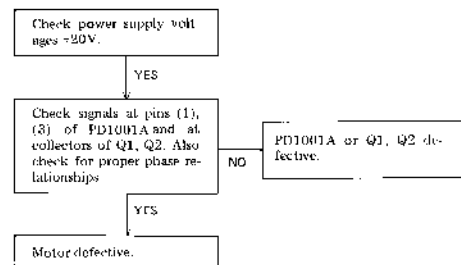 Check power supply volt
ages ±20V.
YES
Check signals at pins (1),
(3) of PD1001A and at
collectors of Q1, Q2. Also
check for proper phase re-
lationships
NO
PD1001A or Q1, Q2 de-
fective.
YES
Motor defective.